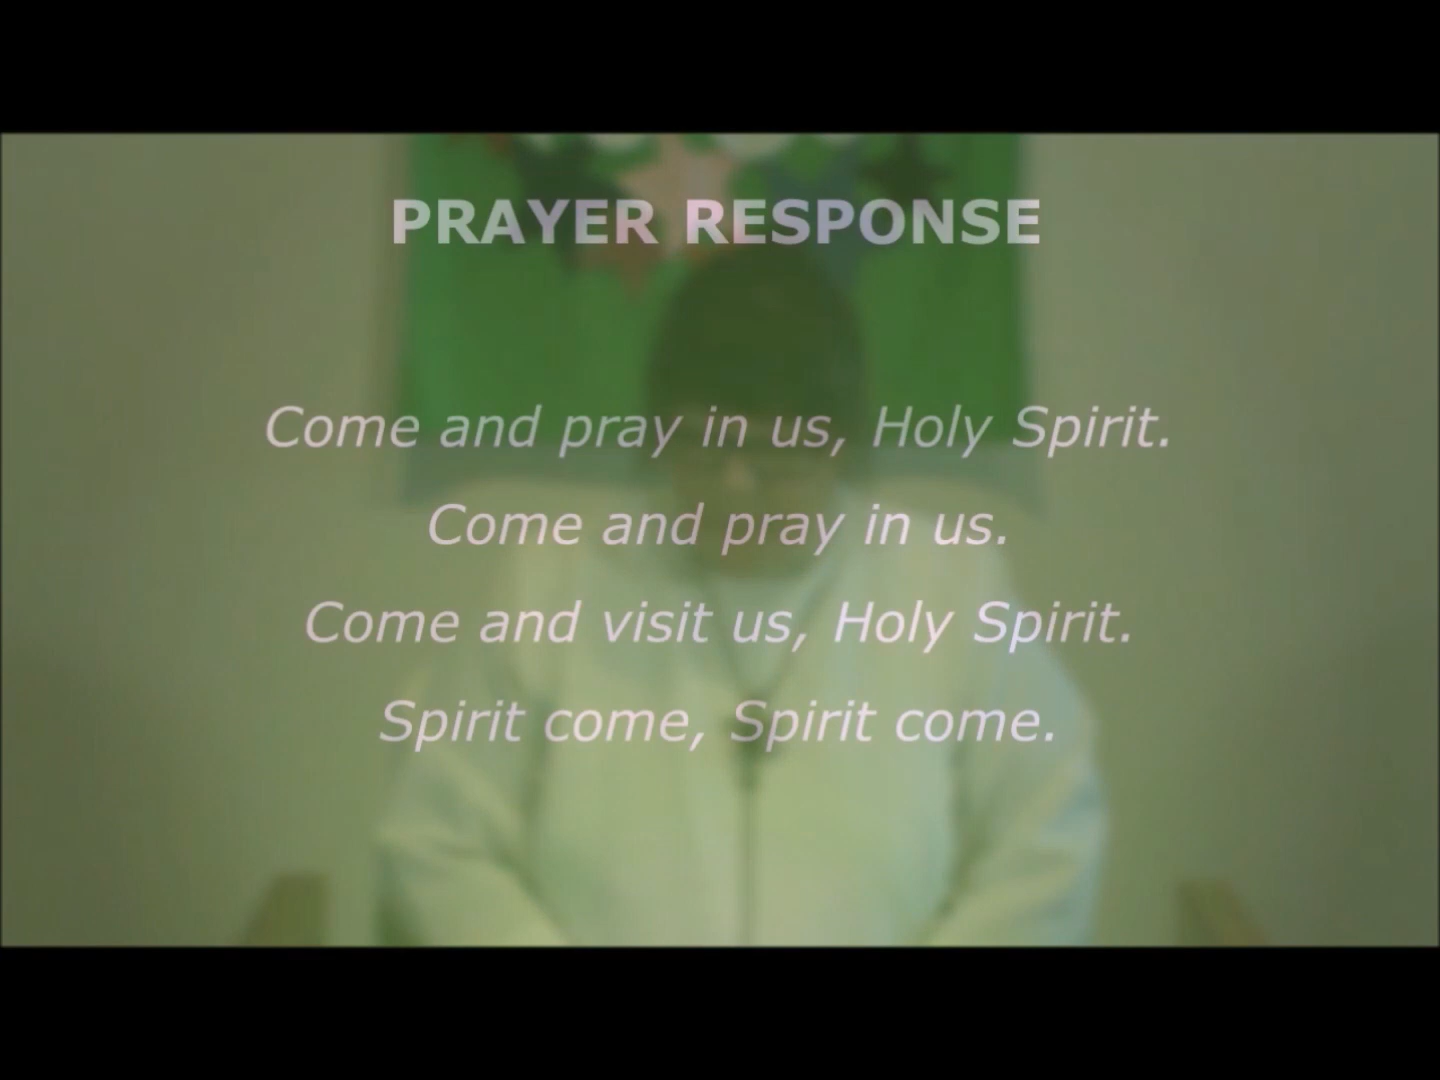 PRAYER RESPONSE
Come and pray in us, Holy Spirit.
Come and pray in us.
Come and visit us, Holy Spirit.
Spirit come, Spirit come.